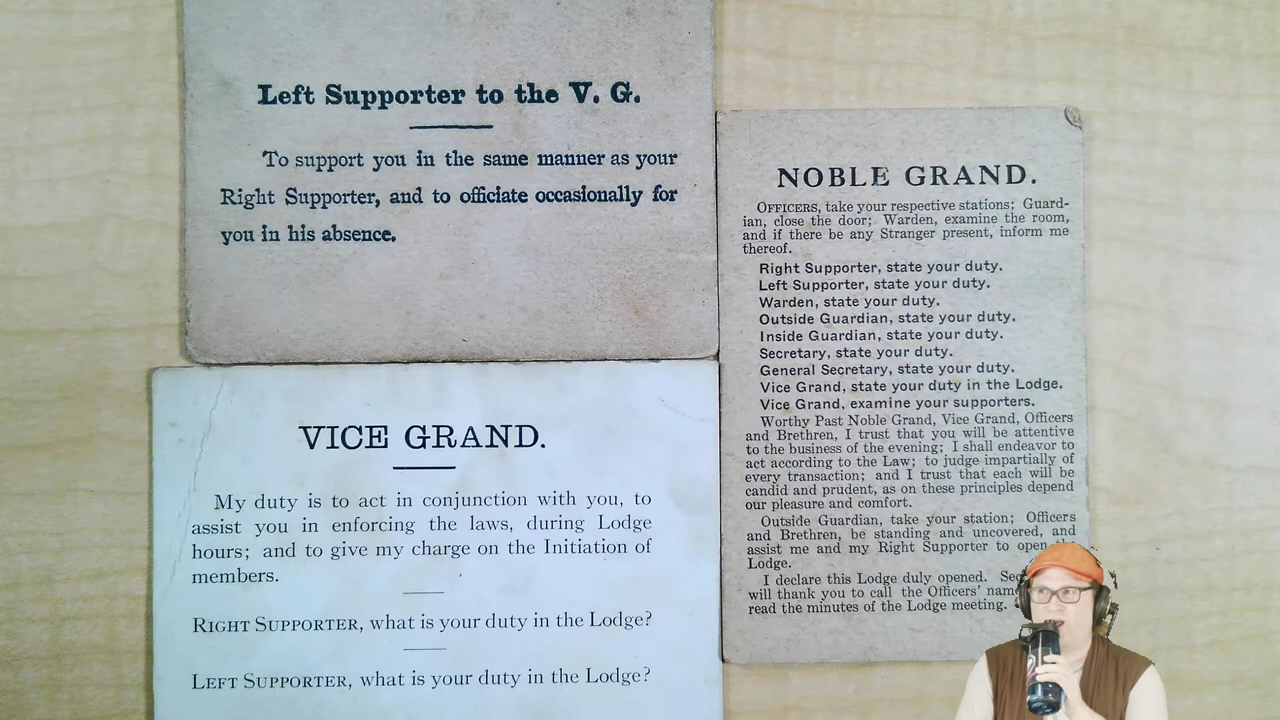 Left Supporter to the V. G.
To support you in the same manner as your
Right Supporter, and to officiate occasionally for
you in his absence.
VICE GRAND.
My duty is to act in conjunction with you, to
assist you in enforcing the laws, during Lodge
hours; and to give my charge on the Initiation of
members.
RIGHT SUPPORTER, what is your duty in the Lodge?
LEFT SUPPORTER, what is your duty in the Lodge?
NOBLE GRAND.
OFFICERS, take your respective stations; Guard-
ian, close the door; Warden, examine the room,
and if there be any Stranger present, inform me
thereof.
Right Supporter, state your duty.
Left Supporter, state your duty.
Warden, state your duty.
Outside Guardian, state your duty.
Inside Guardian, state your duty.
Secretary, state your duty.
General Secretary, state your duty.
Vice Grand, state your duty in the Lodge.
Vice Grand, examine your supporters.
Worthy Past Noble Grand, Vice Grand, Officers
and Brethren, I trust that you will be attentive
to the business of the evening; I shall endeavor to
act according to the Law; to judge impartially of
every transaction; and I trust that each will be
candid and prudent, as on these principles depend
our pleasure and comfort.
Outside Guardian, take your station; Officers
and Brethren, be standing and uncovered, and
assist me and my Right Supporter to open the
Lodge.
I declare this Lodge duly opened.
will thank you to call the Officers'
read the minutes of the Lodge meeting.